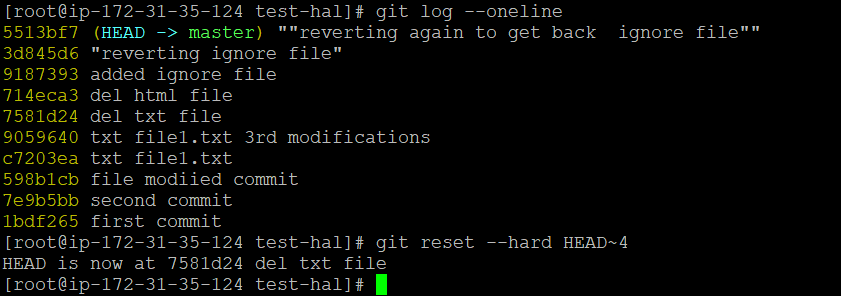 [root@ip-172-31-35-124 test-hal]# git log --oneline
5513bf7 (HEAD -> master) ""reverting again to get back  ignore file""
3d845d6 "reverting ignore file"
9187393 added ignore file
714eca3 del html file
7581d24 del txt file
9059640 txt file1.txt 3rd modifications
c7203ea txt file1.txt
598b1cb file modiied commit
7e9b5bb second commit
1bdf265 first commit
[root@ip-172-31-35-124 test-hal]# git reset --hard HEAD~4
HEAD is now at 7581d24 del txt file
[root@ip-172-31-35-124 test-hal]#